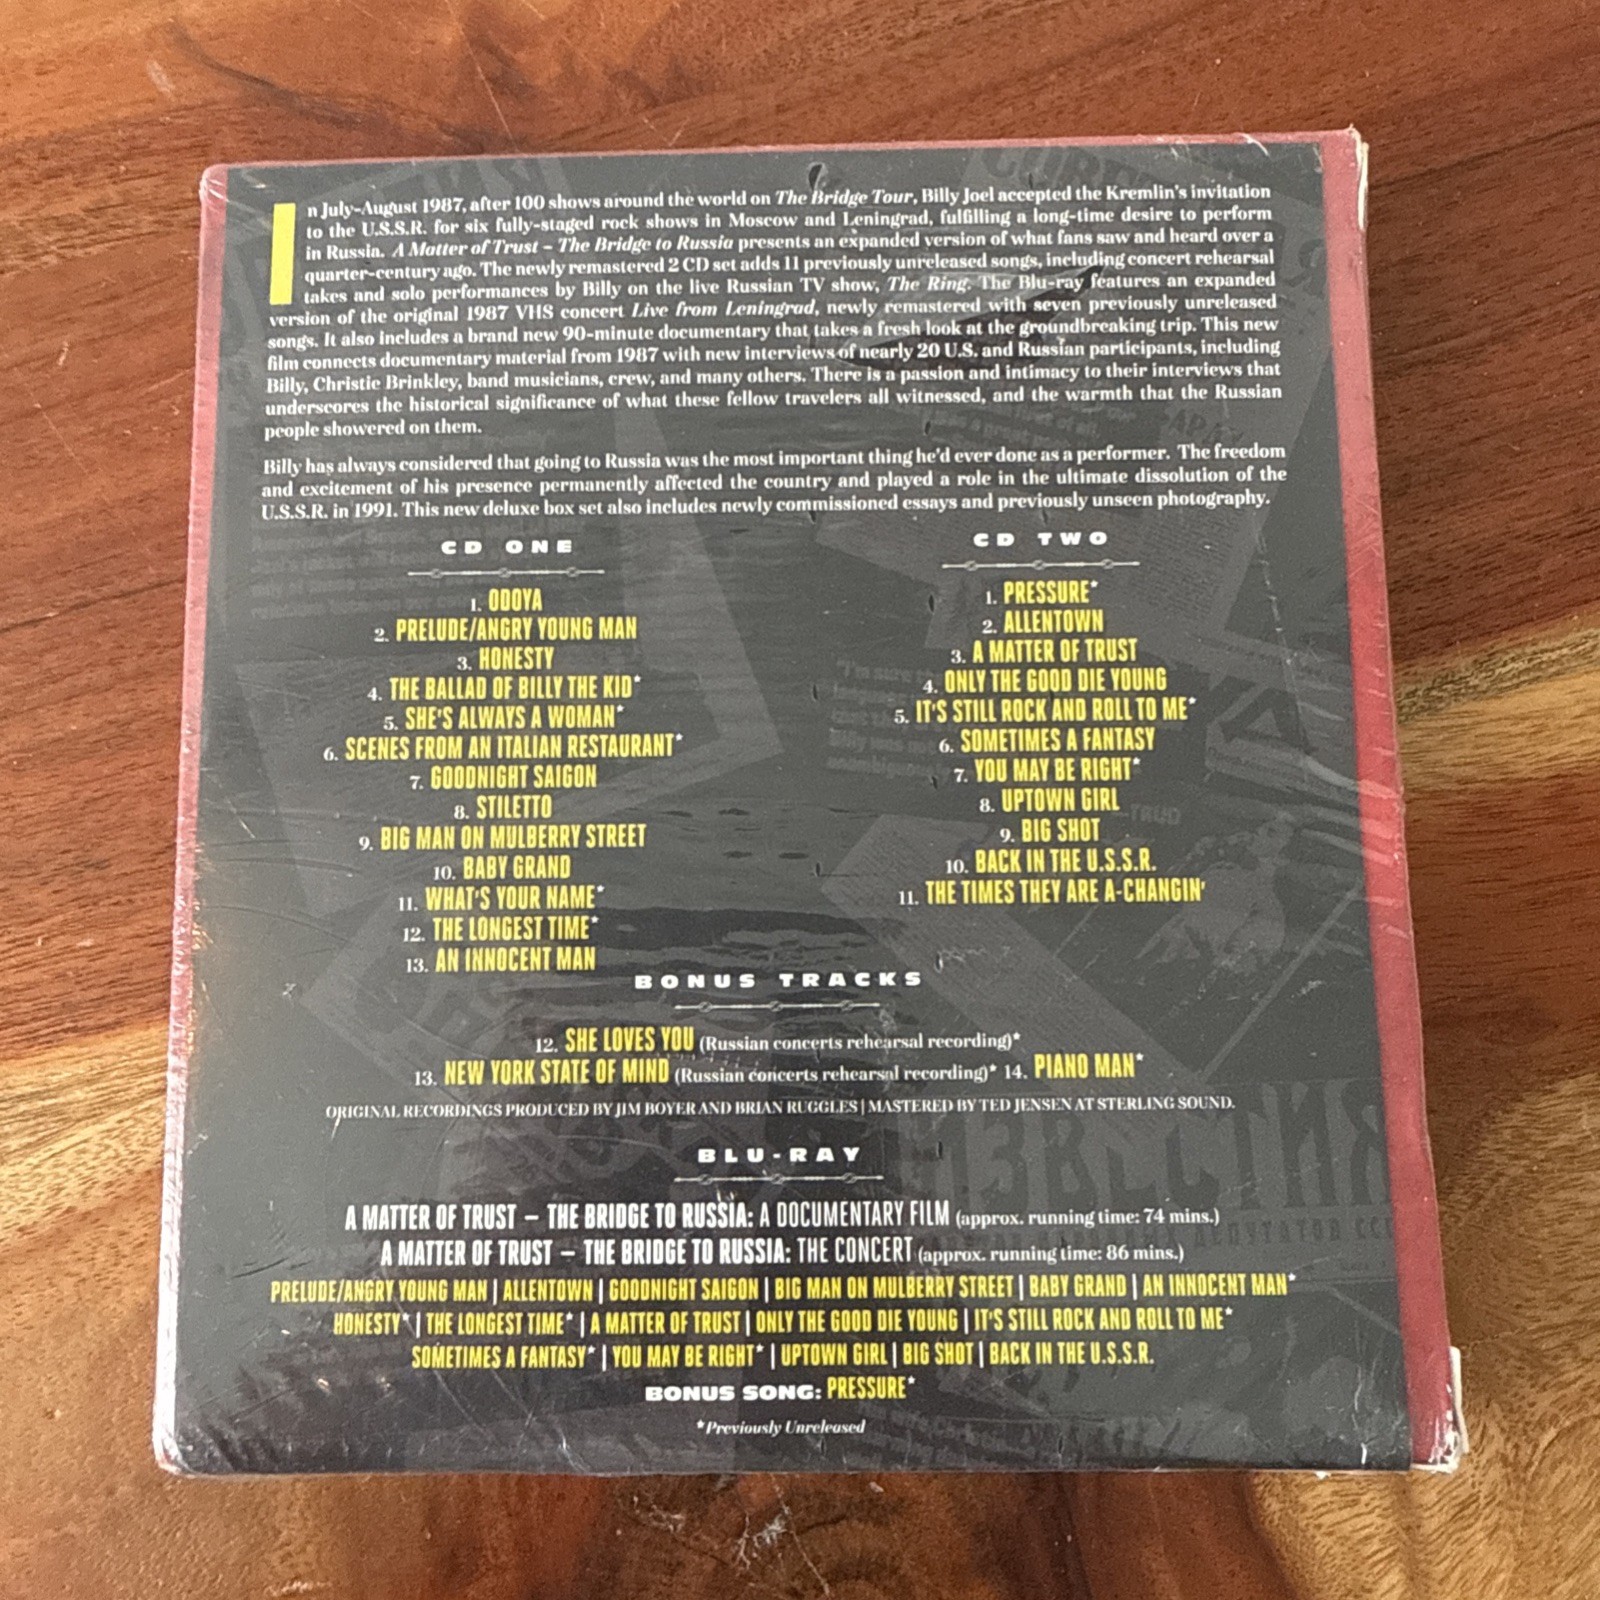 In July-August 1987, after 100 shows around the world on The Bridge Tour, Billy Joel accepted the Kremlin's invitation
to the U.S.S.R. for six fully-staged rock shows in Moscow and Leningrad, fulfilling a long-time desire to perform
in Russia. A Matter of Trust – The Bridge to Russia presents an expanded version of what fans saw and heard over a
quarter-century ago. The newly remastered 2 CD set adds 11 previously unreleased songs, including concert rehearsal
takes and solo performances by Billy on the live Russian TV show, The Ring. The Blu-ray features an expanded
version of the original 1987 VHS concert Live from Leningrad, newly remastered with seven previously unreleased
songs. It also includes a brand new 90-minute documentary that takes a fresh look at the groundbreaking trip. This new
film connects documentary material from 1987 with new interviews of nearly 20 U.S. and Russian participants, including
Billy, Christie Brinkley, band musicians, crew, and many others. There is a passion and intimacy to their interviews that
underscores the historical significance of what these fellow travelers all witnessed, and the warmth that the Russian
people showered on them.
Billy has always considered that going to Russia was the most important thing he'd ever done as a performer. The freedom
and excitement of his presence permanently affected the country and played a role in the ultimate dissolution of the
U.S.S.R. in 1991. This new deluxe box set also includes newly commissioned essays and previously unseen photography.
CD ONE
1. ODOYA
2. PRELUDE/ANGRY YOUNG MAN
3. HONESTY
4. THE BALLAD OF BILLY THE KID*
5. SHE'S ALWAYS A WOMAN*
6. SCENES FROM AN ITALIAN RESTAURANT*
7. GOODNIGHT SAIGON
8. STILETTO
9. BIG MAN ON MULBERRY STREET
10. BABY GRAND
11. WHAT'S YOUR NAME*
12. THE LONGEST TIME*
13. AN INNOCENT MAN
CD TWO
1. PRESSURE*
2. ALLENTOWN
3. A MATTER OF TRUST
4. ONLY THE GOOD DIE YOUNG
5. IT'S STILL ROCK AND ROLL TO ME*
6. SOMETIMES A FANTASY
7. YOU MAY BE RIGHT*
8. UPTOWN GIRL
9. BIG SHOT
10. BACK IN THE U.S.S.R.
11. THE TIMES THEY ARE A-CHANGIN'
BONUS TRACKS
12. SHE LOVES YOU (Russian concerts rehearsal recording)*
13. NEW YORK STATE OF MIND (Russian concerts rehearsal recording)* 14. PIANO MAN*
ORIGINAL RECORDINGS PRODUCED BY JIM BOYER AND BRIAN RUGGLES | MASTERED BY TED JENSEN AT STERLING SOUND.
BLU-RAY
A MATTER OF TRUST – THE BRIDGE TO RUSSIA: A DOCUMENTARY FILM (approx. running time: 74 mins.)
A MATTER OF TRUST – THE BRIDGE TO RUSSIA: THE CONCERT (approx. running time: 86 mins.)
PRELUDE/ANGRY YOUNG MAN | ALLENTOWN | GOODNIGHT SAIGON | BIG MAN ON MULBERRY STREET | BABY GRAND | AN INNOCENT MAN*
HONESTY* | THE LONGEST TIME* | A MATTER OF TRUST | ONLY THE GOOD DIE YOUNG | IT'S STILL ROCK AND ROLL TO ME*
SOMETIMES A FANTASY* | YOU MAY BE RIGHT* | UPTOWN GIRL | BIG SHOT | BACK IN THE U.S.S.R.
BONUS SONG: PRESSURE*
*Previously Unreleased